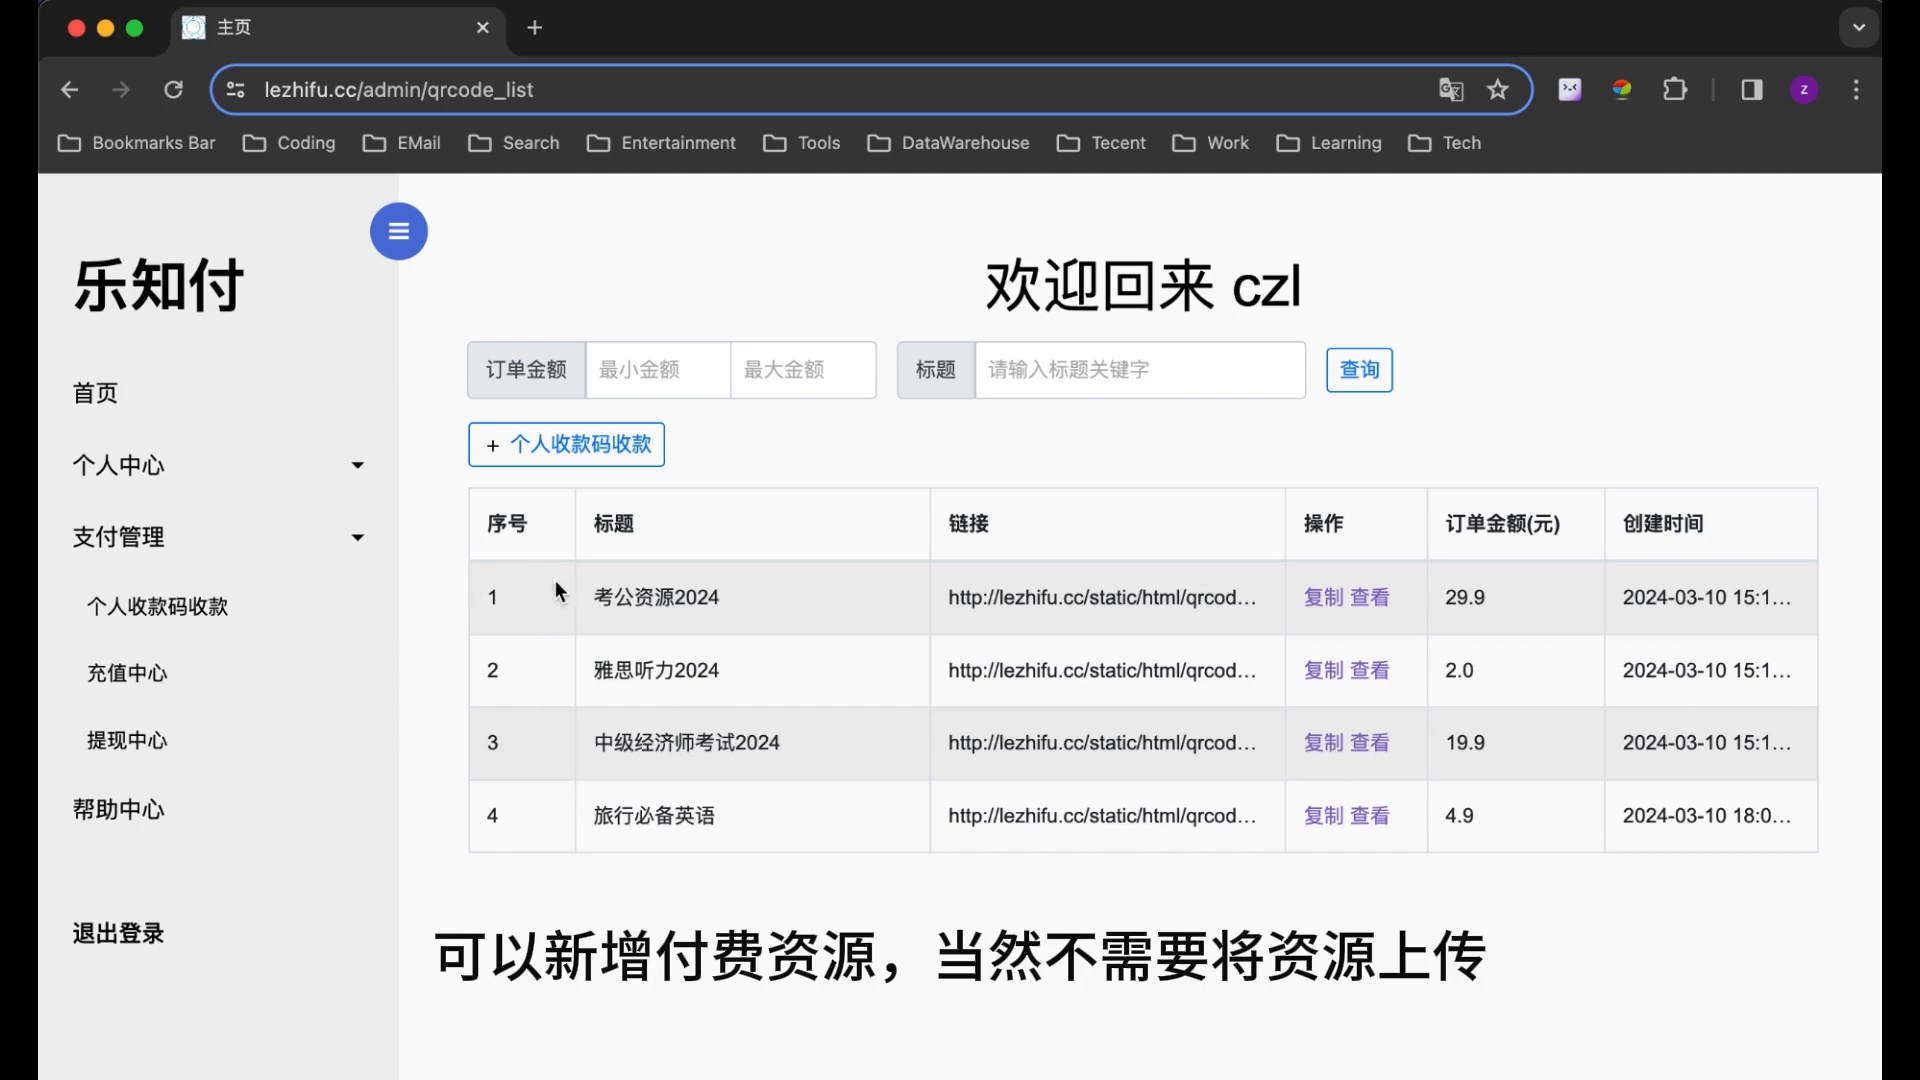 主页
lezhifu.cc/admin/qrcode_list
z
Bookmarks Bar Coding EMail Search Entertainment Tools DataWarehouse Tecent Work Learning Tech
乐知付
欢迎回来 czl
订单金额 最小金额 最大金额 标题 请输入标题关键字 查询
首页
+ 个人收款码收款
个人中心
支付管理
个人收款码收款
充值中心
提现中心
帮助中心
退出登录
序号 标题 链接 操作 订单金额(元) 创建时间
1 考公资源2024 http://lezhifu.cc/static/html/qrcod... 复制 查看 29.9 2024-03-10 15:1...
2 雅思听力2024 http://lezhifu.cc/static/html/qrcod... 复制 查看 2.0 2024-03-10 15:1...
3 中级经济师考试2024 http://lezhifu.cc/static/html/qrcod... 复制 查看 19.9 2024-03-10 15:1...
4 旅行必备英语 http://lezhifu.cc/static/html/qrcod... 复制 查看 4.9 2024-03-10 18:0...
可以新增付费资源，当然不需要将资源上传